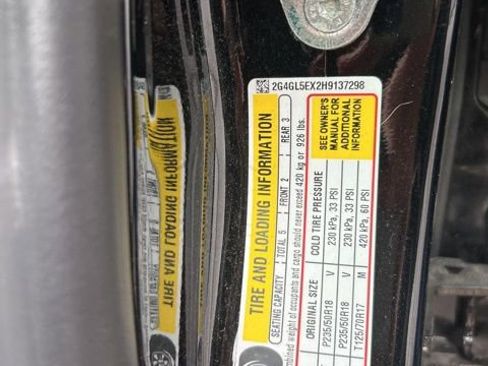 2G4GL5EX2H9137298
TIRE AND LOADING INFORMATION
SEATING CAPACITY TOTAL 5 FRONT 2 REAR 3
weight of occupants and cargo should never exceed 420 kg or 926 lbs.
ORIGINAL SIZE COLD TIRE PRESSURE
P235/50R18 V 230 kPa, 33 PSI
P235/50R18 V 230 kPa, 33 PSI
T125/70R17 M 420 kPa, 60 PSI
SEE OWNER'S
MANUAL FOR
ADDITIONAL
INFORMATION
TIRE AND LOADING INFORMATION